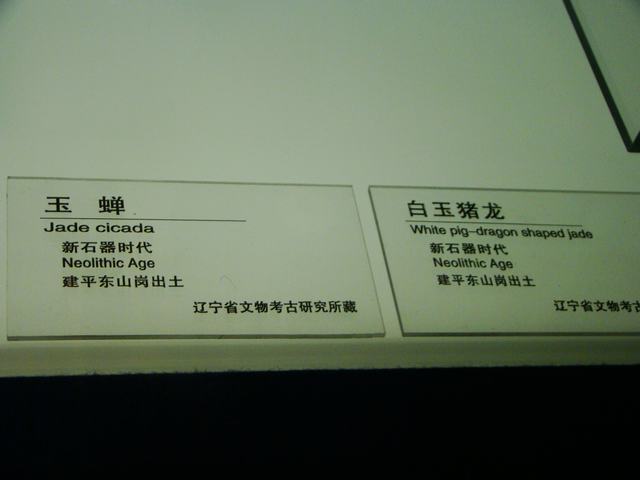 玉 蝉
Jade cicada
新石器时代
Neolithic Age
建平东山岗出土
辽宁省文物考古研究所藏
白玉猪龙
White pig-dragon shaped jade
新石器时代
Neolithic Age
建平东山岗出土
辽宁省文物考古